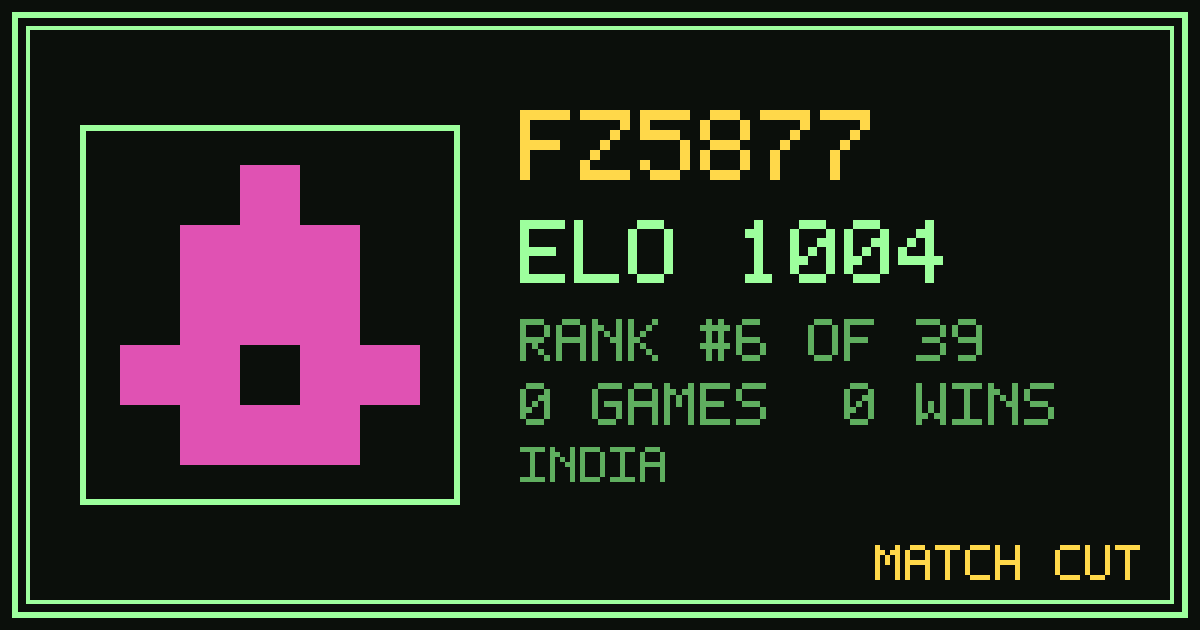 FZ5877
ELO 1004
RANK #6 OF 39
0 GAMES  0 WINS
INDIA
MATCH CUT